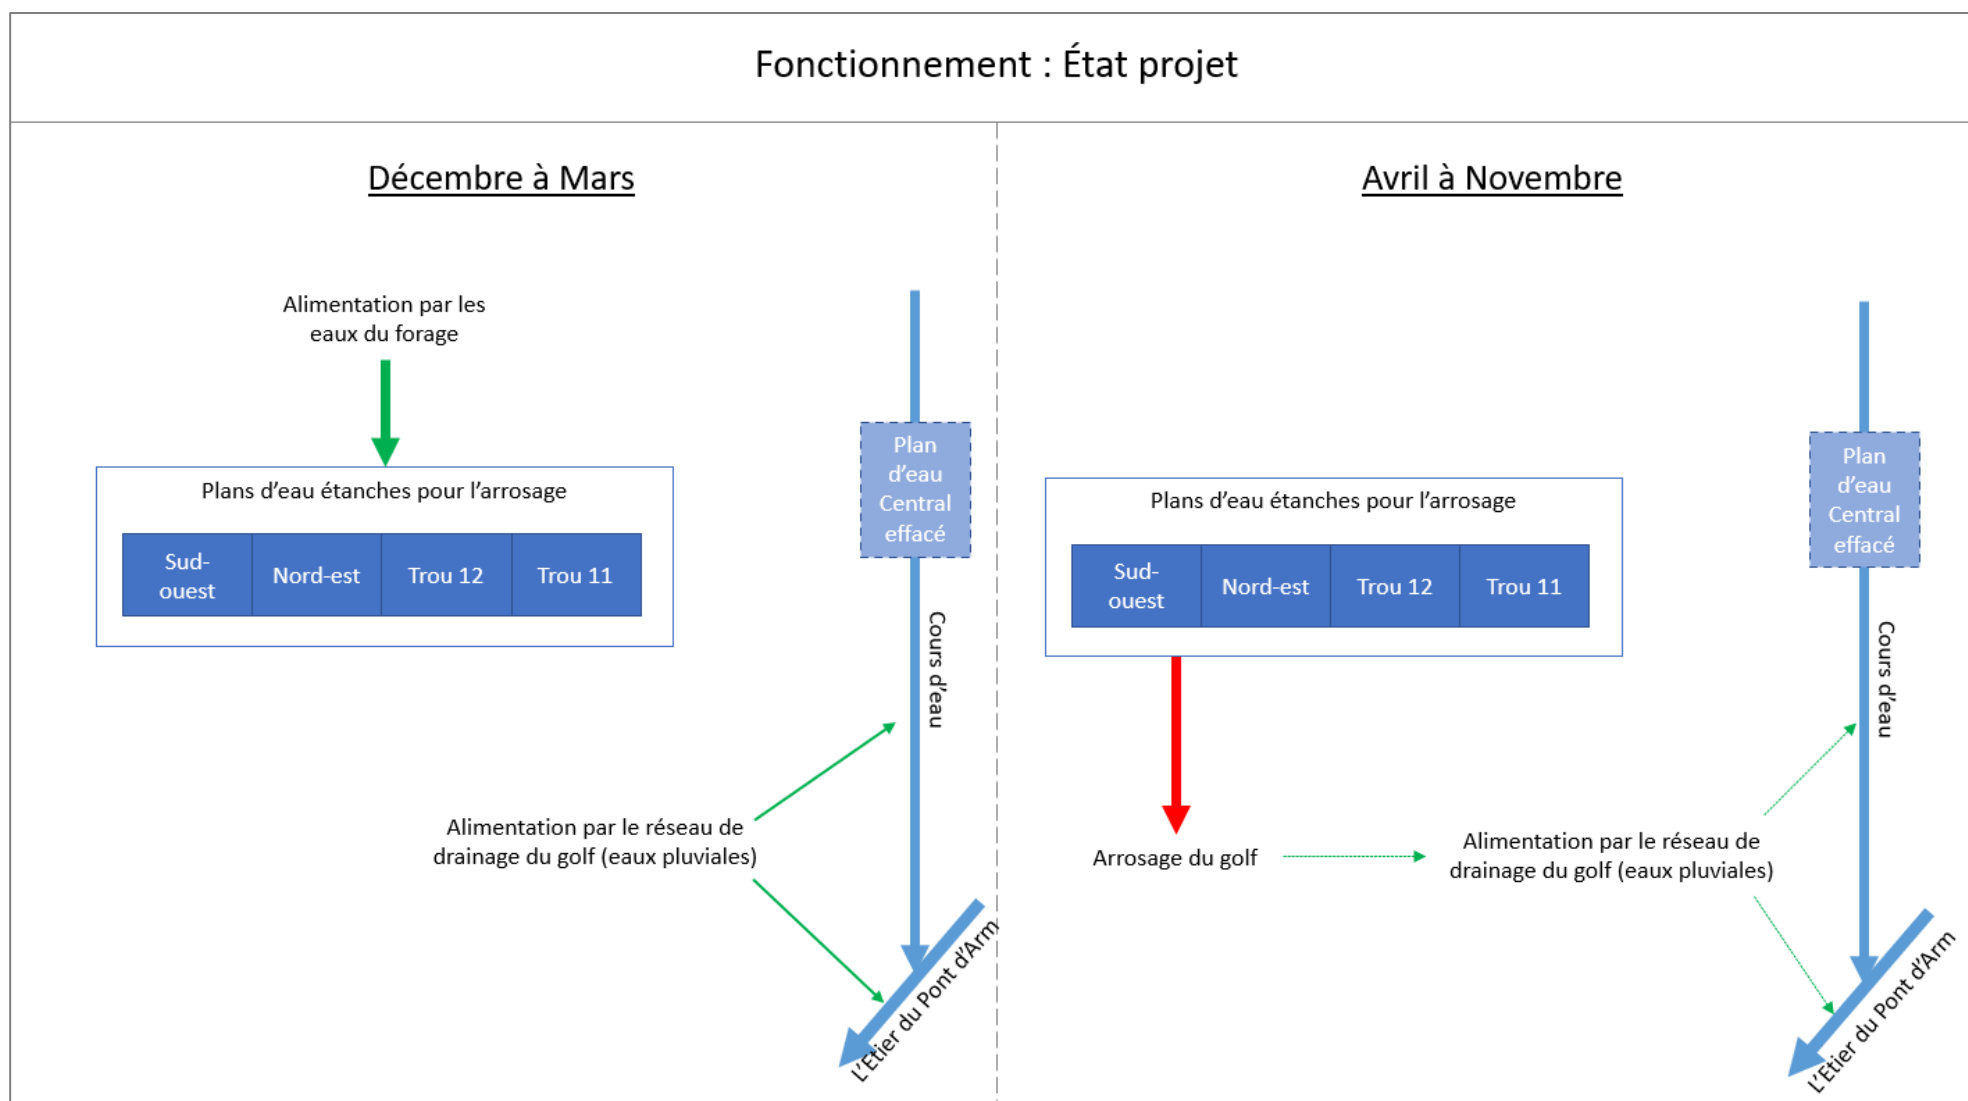 Fonctionnement : État projet
Décembre à Mars
Alimentation par les
eaux du forage
Plans d’eau étanches pour l’arrosage
Sud-
ouest
Nord-est
Trou 12
Trou 11
Plan
d’eau
Central
effacé
Cours d’eau
Alimentation par le réseau de
drainage du golf (eaux pluviales)
L’Etier du Pont d’Arm
Avril à Novembre
Plans d’eau étanches pour l’arrosage
Sud-
ouest
Nord-est
Trou 12
Trou 11
Plan
d’eau
Central
effacé
Cours d’eau
Arrosage du golf
Alimentation par le réseau de
drainage du golf (eaux pluviales)
L’Etier du Pont d’Arm